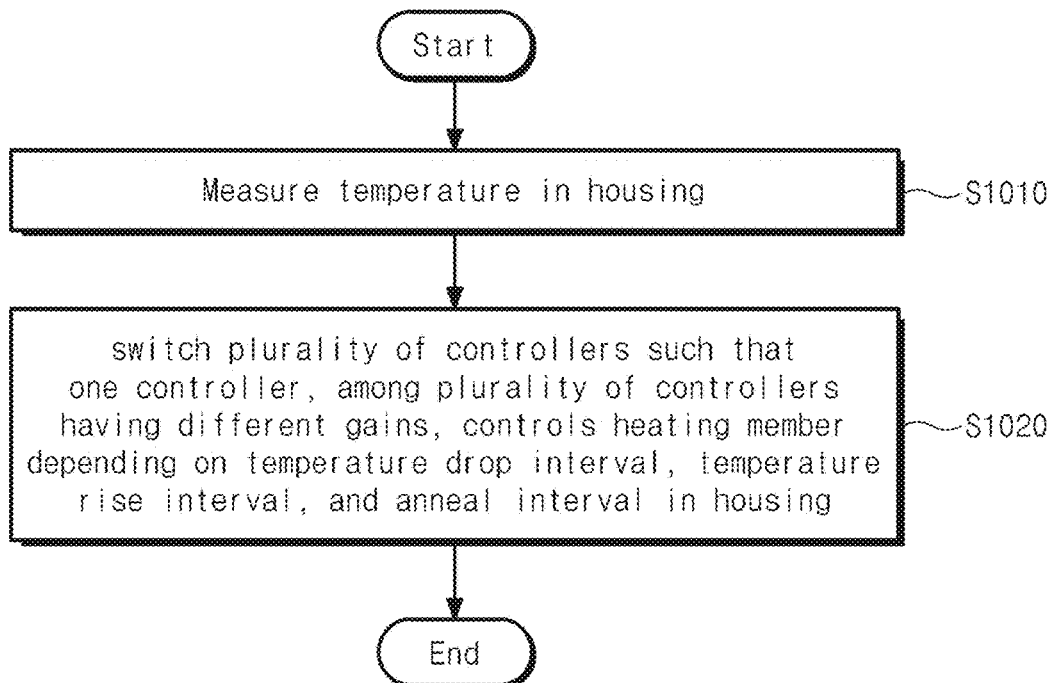 Start
Measure temperature in housing
S1010
switch plurality of controllers such that
one controller, among plurality of controllers
having different gains, controls heating member
depending on temperature drop interval, temperature
rise interval, and anneal interval in housing
S1020
End